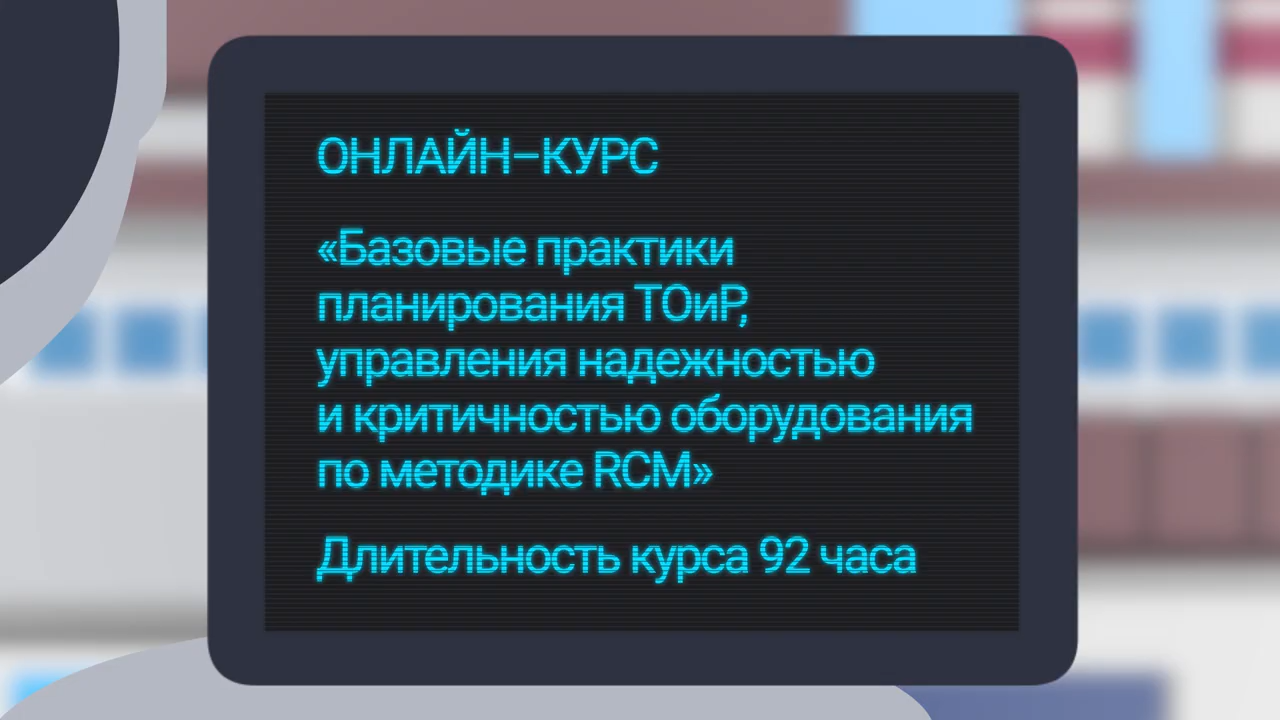 ОНЛАЙН–КУРС
«Базовые практики
планирования ТОиР,
управления надежностью
и критичностью оборудования
по методике RCM»
Длительность курса 92 часа